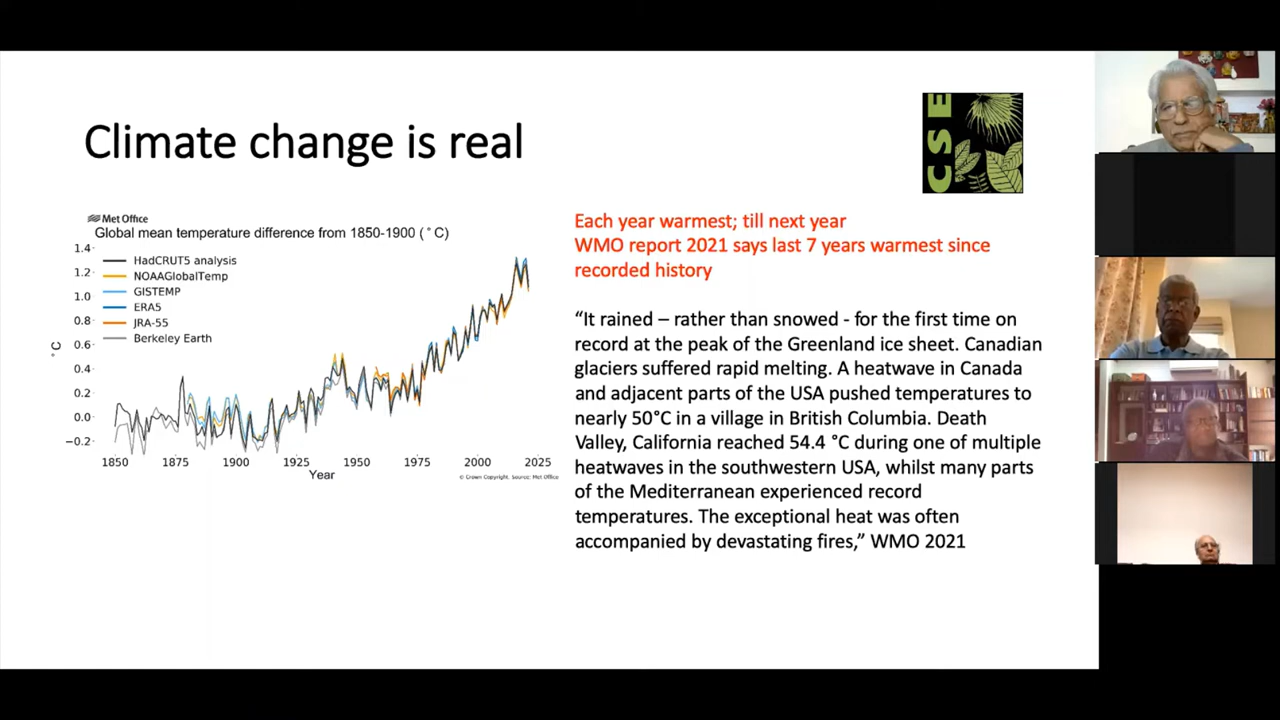 Climate change is real
CSE
Met Office
Global mean temperature difference from 1850-1900 (°C)
1.4
1.2
1.0
0.8
0.6
0.4
0.2
0.0
−0.2
°C
HadCRUT5 analysis
NOAAGlobalTemp
GISTEMP
ERA5
JRA-55
Berkeley Earth
1850 1875 1900 1925 1950 1975 2000 2025
Year
© Crown Copyright. Source: Met Office
Each year warmest; till next year
WMO report 2021 says last 7 years warmest since
recorded history
“It rained – rather than snowed - for the first time on
record at the peak of the Greenland ice sheet. Canadian
glaciers suffered rapid melting. A heatwave in Canada
and adjacent parts of the USA pushed temperatures to
nearly 50°C in a village in British Columbia. Death
Valley, California reached 54.4 °C during one of multiple
heatwaves in the southwestern USA, whilst many parts
of the Mediterranean experienced record
temperatures. The exceptional heat was often
accompanied by devastating fires,” WMO 2021